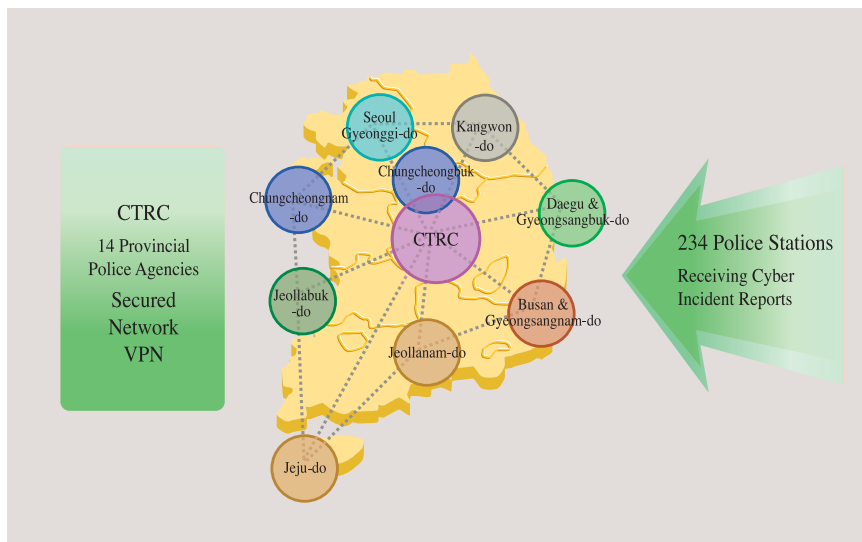 CTRC
14 Provincial
Police Agencies
Secured
Network
VPN
Seoul
Gyeonggi-do
Kangwon
-do
Chungcheongbuk
-do
Chungcheongnam
-do
CTRC
Daegu &
Gyeongsangbuk-do
Jeollabuk
-do
Busan &
Gyeongsangnam-do
Jeollanam-do
Jeju-do
234 Police Stations
Receiving Cyber
Incident Reports